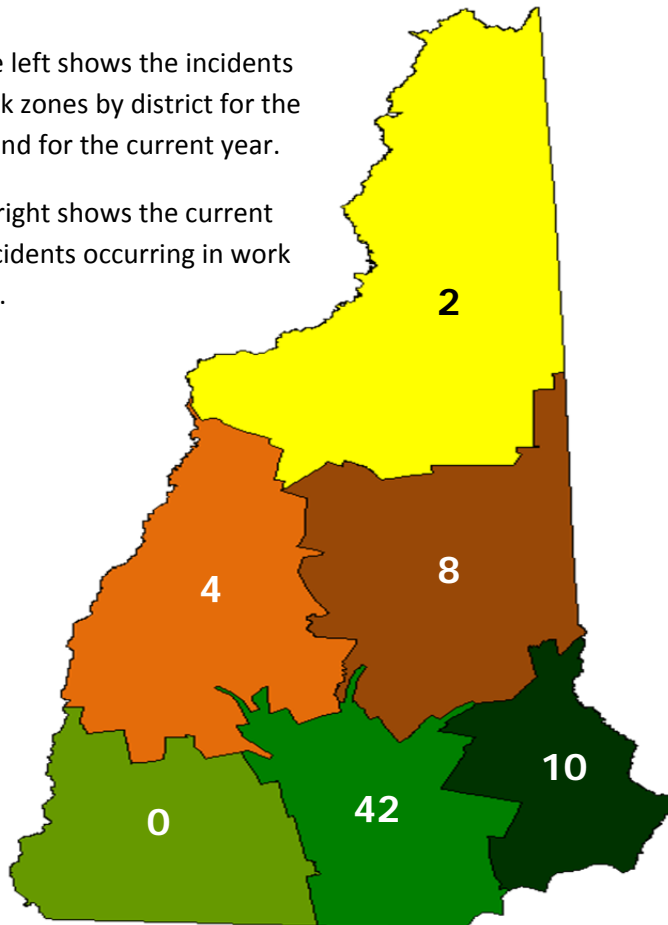 e left shows the incidents
k zones by district for the
nd for the current year.
right shows the current
cidents occurring in work
.
2
8
4
10
42
0